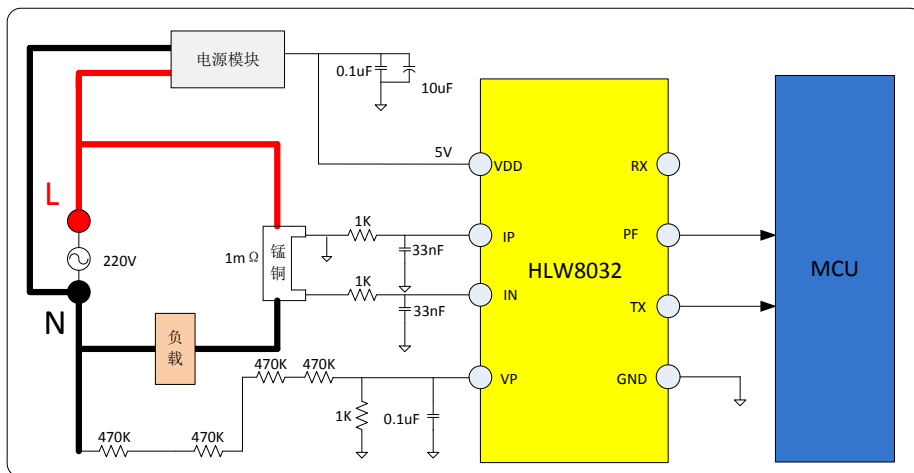 电源模块
0.1uF
10uF
5V
VDD
RX
L
1K
IP
PF
33nF
220V
1m Ω
锰铜
HLW8032
MCU
1K
IN
TX
33nF
N
负载
470K
470K
VP
GND
1K
0.1uF
470K
470K